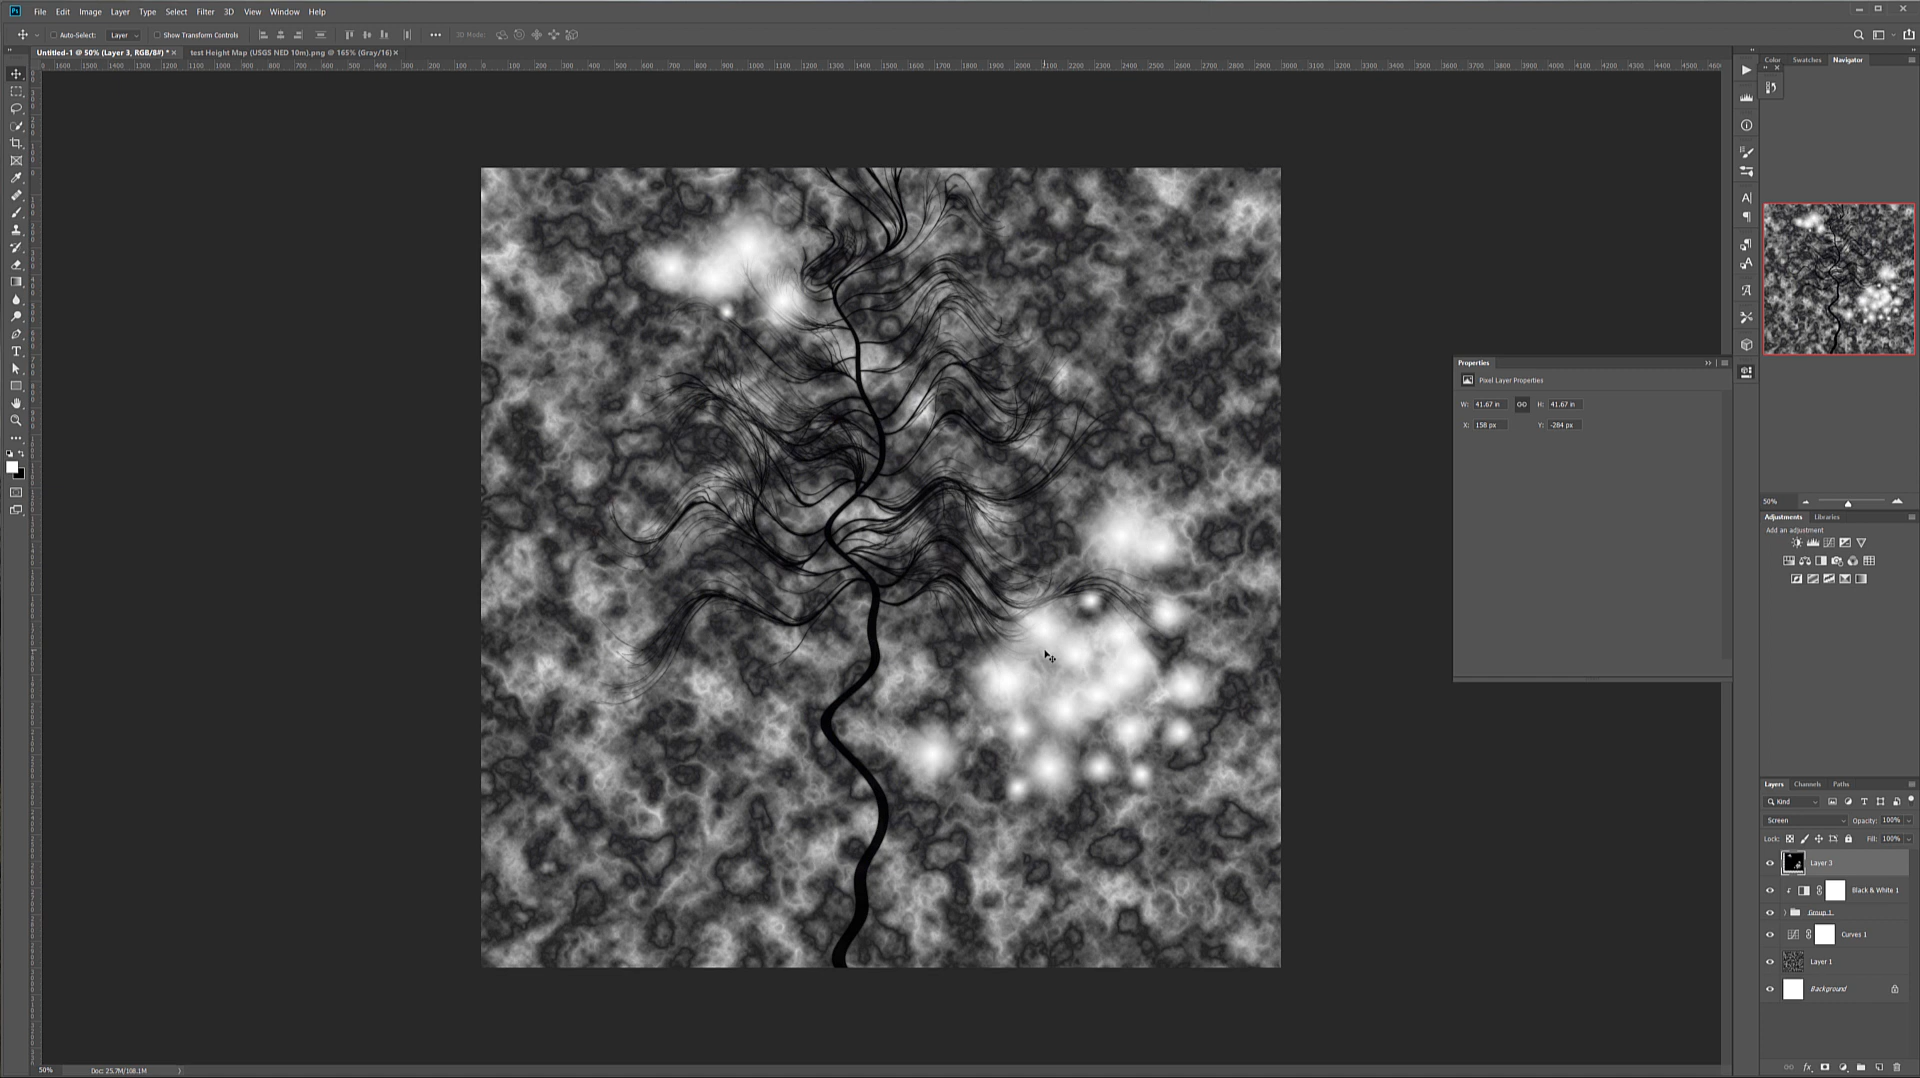 Ps File Edit Image Layer Type Select Filter 3D View Window Help
Auto-Select: Layer Show Transform Controls 3D Mode:
Untitled-1 @ 50% (Layer 3, RGB/8#) * × test Height Map (USGS NED 10m).png @ 165% (Gray/16) ×
Color Swatches Navigator
Properties
Pixel Layer Properties
W: 41.67 in H: 41.67 in
X: 158 px Y: -284 px
50%
Adjustments Libraries
Add an adjustment
Layers Channels Paths
Kind
Screen Opacity: 100%
Lock: Fill: 100%
Layer 3
Black & White 1
Group 1
Curves 1
Layer 1
Background
50% Doc: 25.7M/108.1M